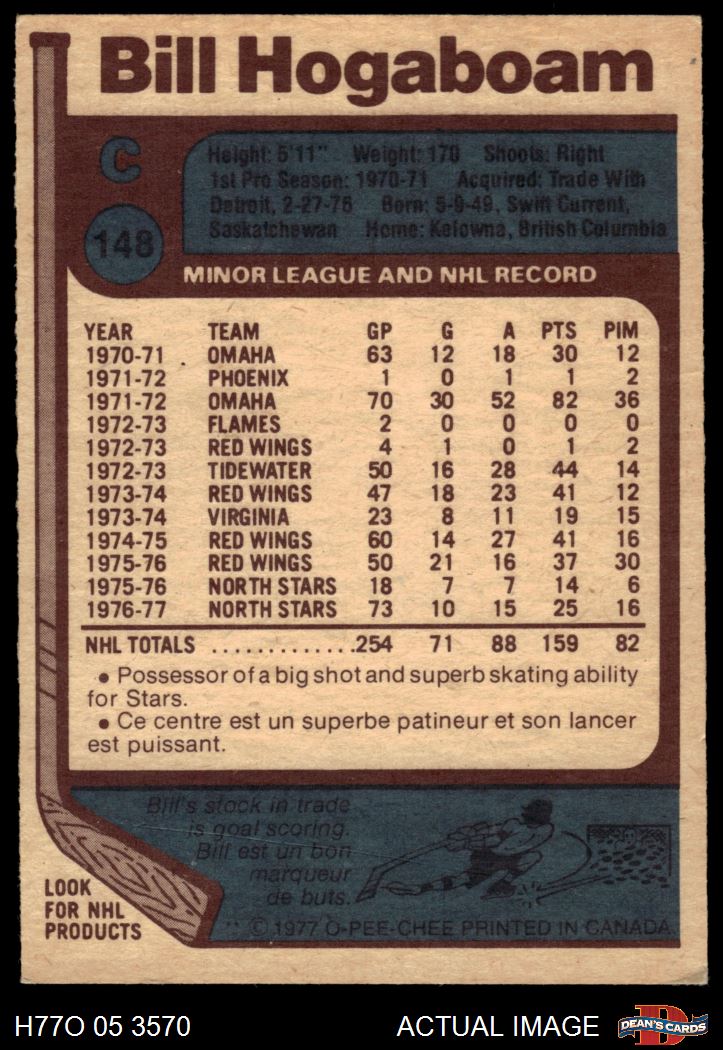 Bill Hogaboam
C
148
Height: 5'11" Weight: 170 Shoots: Right
1st Pro Season: 1970-71 Acquired: Trade With
Detroit, 2-27-76 Born: 5-9-49, Swift Current,
Saskatchewan Home: Kelowna, British Columbia
MINOR LEAGUE AND NHL RECORD
YEAR TEAM GP G A PTS PIM
1970-71 OMAHA 63 12 18 30 12
1971-72 PHOENIX 1 0 1 1 2
1971-72 OMAHA 70 30 52 82 36
1972-73 FLAMES 2 0 0 0 0
1972-73 RED WINGS 4 1 0 1 2
1972-73 TIDEWATER 50 16 28 44 14
1973-74 RED WINGS 47 18 23 41 12
1973-74 VIRGINIA 23 8 11 19 15
1974-75 RED WINGS 60 14 27 41 16
1975-76 RED WINGS 50 21 16 37 30
1975-76 NORTH STARS 18 7 7 14 6
1976-77 NORTH STARS 73 10 15 25 16
NHL TOTALS .............254 71 88 159 82
• Possessor of a big shot and superb skating ability
for Stars.
• Ce centre est un superbe patineur et son lancer
est puissant.
Bill's stock in trade
is goal scoring.
Bill est un bon
marqueur
de buts.
LOOK
FOR NHL
PRODUCTS
© 1977 O-PEE-CHEE PRINTED IN CANADA
H77O 05 3570
ACTUAL IMAGE
D
DEAN'S CARDS